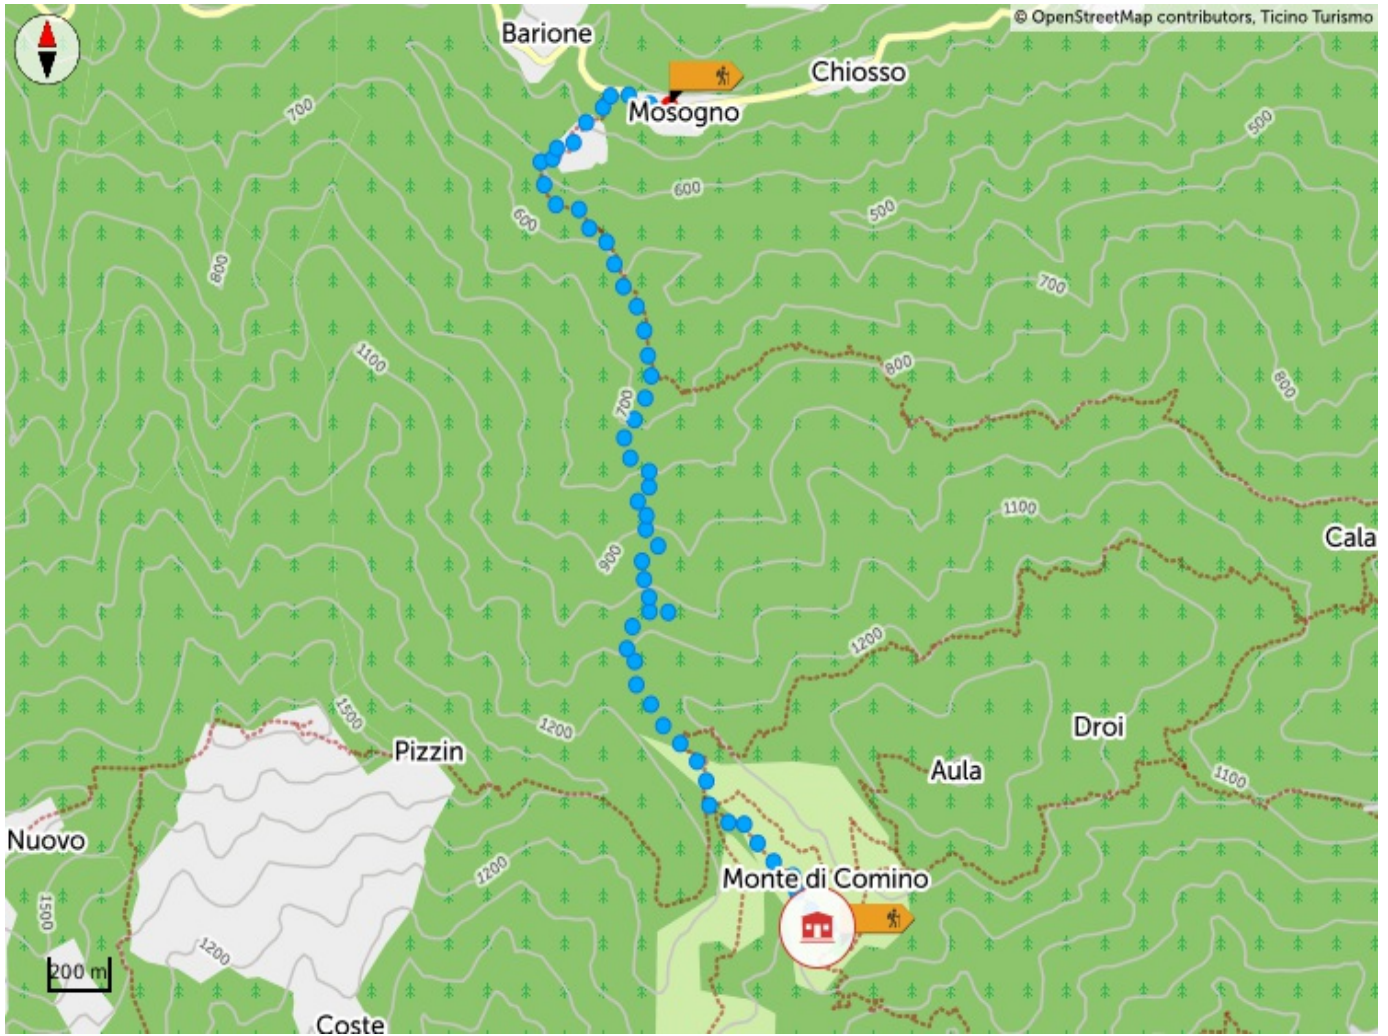 © OpenStreetMap contributors, Ticino Turismo
Barione
Chiosso
Mosogno
700
500
600
500
600
800
700
1100
800
800
700
1100
Cala
900
1200
1500
1200
Droi
Pizzin
Aula
1100
Nuovo
1200
Monte di Comino
1500
1200
200 m
Coste